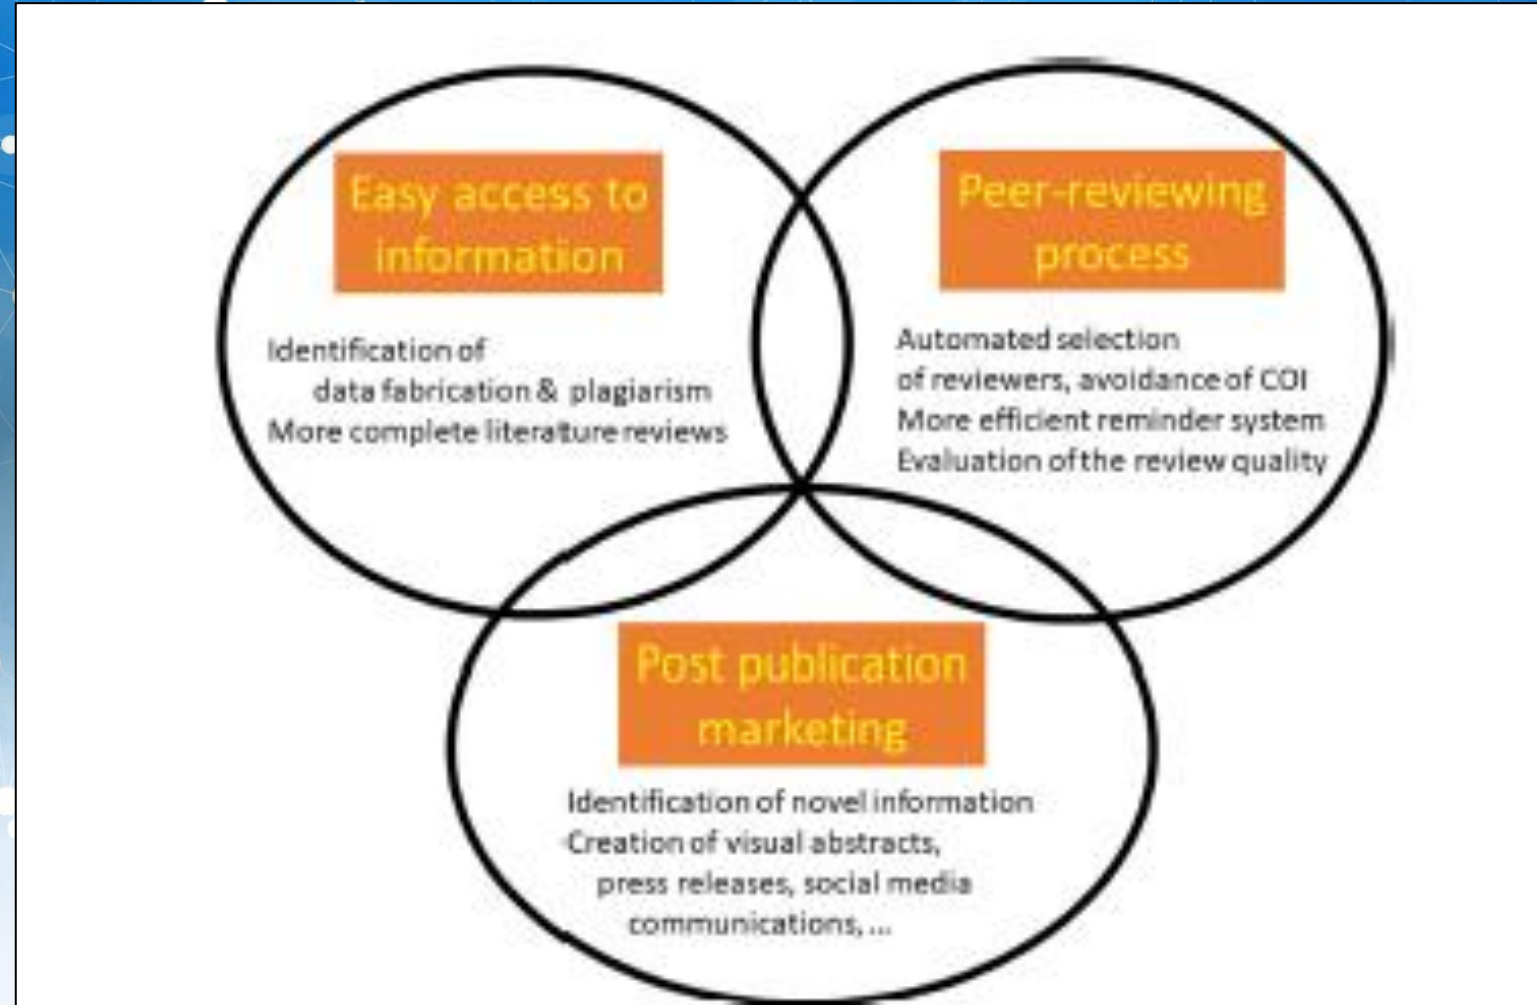 Easy access to
information
Identification of
data fabrication & plagiarism
More complete literature reviews
Peer-reviewing
process
Automated selection
of reviewers, avoidance of COI
More efficient reminder system
Evaluation of the review quality
Post publication
marketing
Identification of novel information
Creation of visual abstracts,
press releases, social media
communications, ...